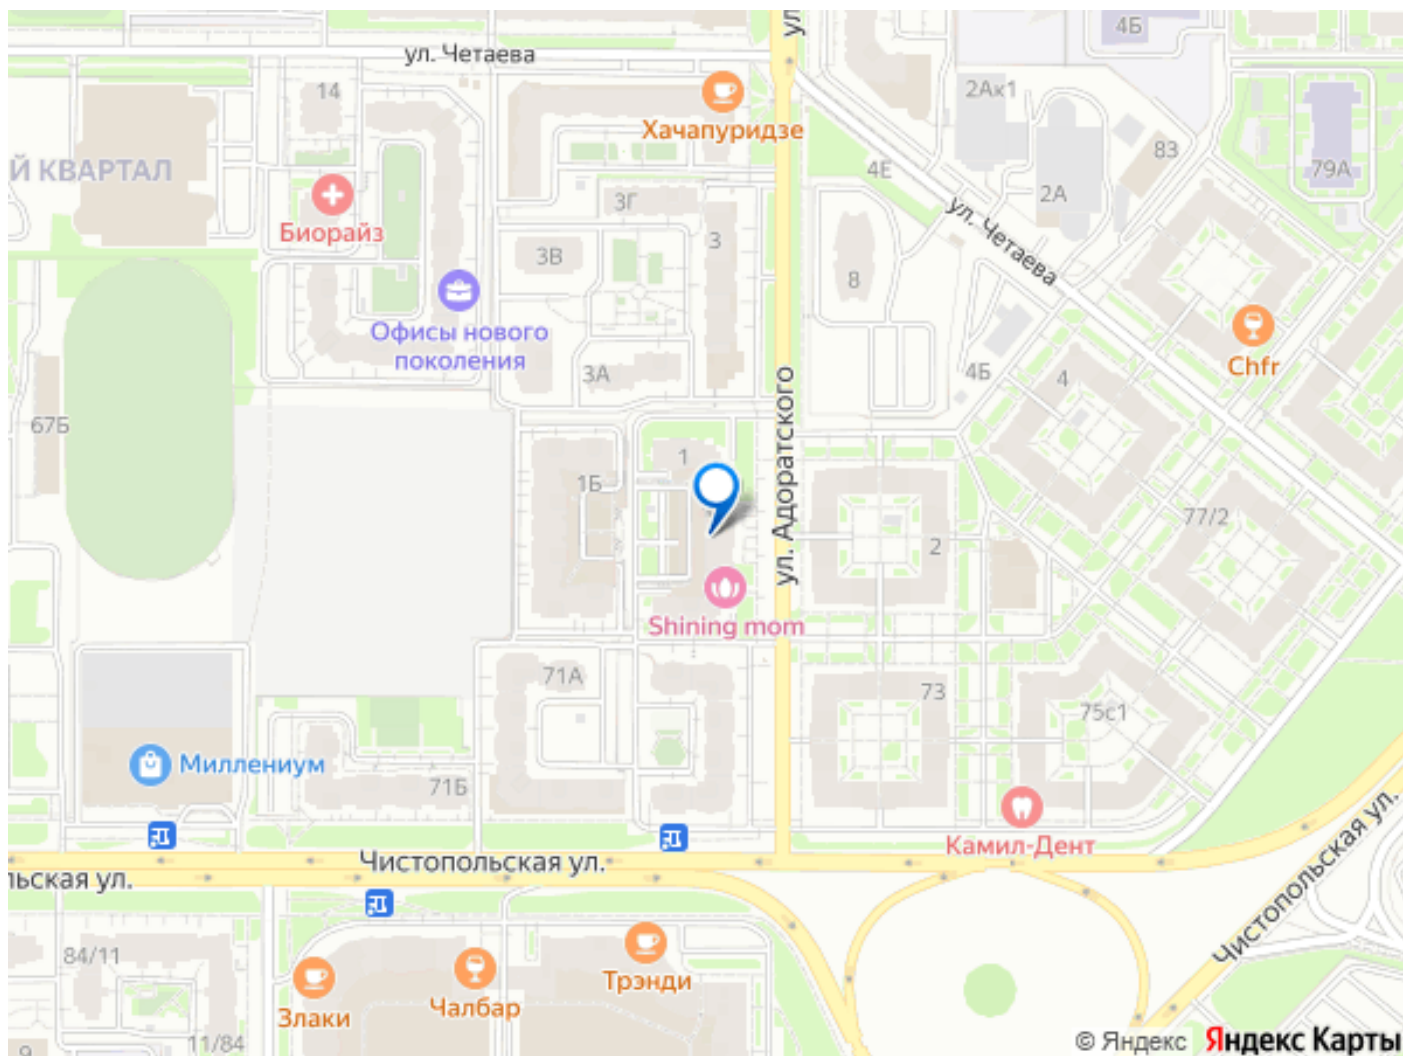 ул.
4Б
ул. Четаева
14
2Ак1
Хачапуридзе
83
Й КВАРТАЛ
4Е
79А
2А
3Г
ул. Четаева
Биорайз
3
3В
8
Офисы нового
поколения
Chfr
3А
4Б
4
67Б
ул. Адоратского
1
1Б
77/2
2
Shining mom
71А
73
75с1
Миллениум
71Б
Камил-Дент
Чистопольская ул.
льская ул.
Чистопольская ул.
84/11
Трэнди
Чалбар
Злаки
11/84
9
© Яндекс Яндекс Карты